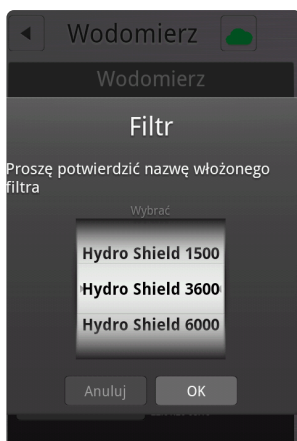 Wodomierz
Wodomierz
Filtr
Proszę potwierdzić nazwę włożonego
filtra
Wybrać
Hydro Shield 1500
Hydro Shield 3600
Hydro Shield 6000
Anuluj
OK